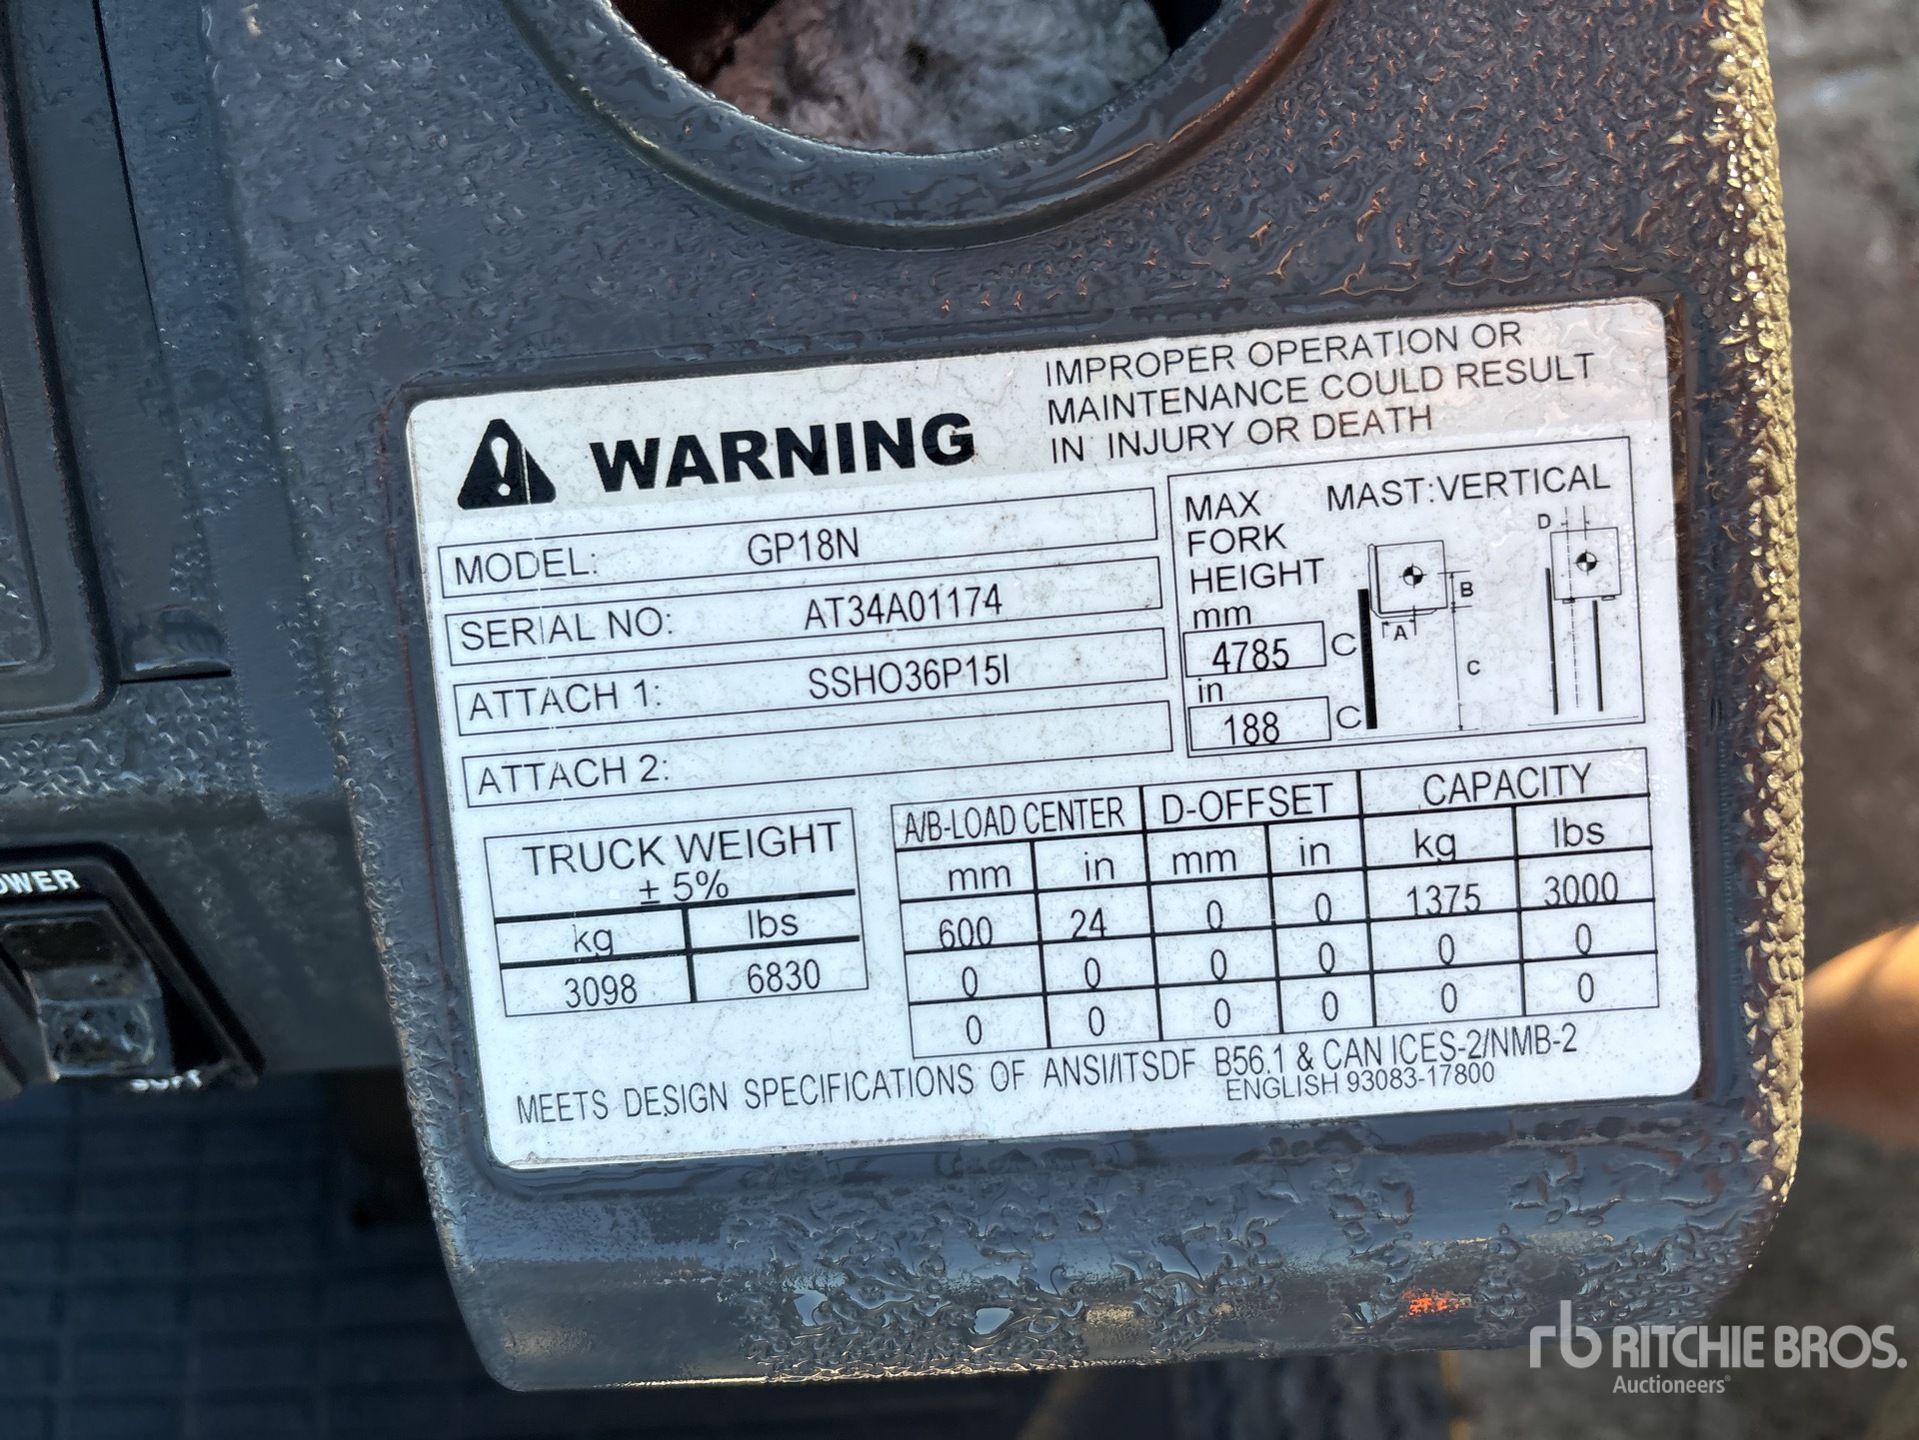 WARNING
IMPROPER OPERATION OR
MAINTENANCE COULD RESULT
IN INJURY OR DEATH
MODEL: GP18N
SERIAL NO: AT34A01174
ATTACH 1: SSHO36P15I
ATTACH 2:
MAX MAST:VERTICAL
FORK
HEIGHT
mm
4785 C
in
188 C
D
B
A
C
TRUCK WEIGHT
± 5%
kg lbs
3098 6830
A/B-LOAD CENTER D-OFFSET CAPACITY
mm in mm in kg lbs
600 24 0 0 1375 3000
0 0 0 0 0 0
0 0 0 0 0 0
MEETS DESIGN SPECIFICATIONS OF ANSI/ITSDF B56.1 & CAN ICES-2/NMB-2
ENGLISH 93083-17800
rb RITCHIE BROS.
Auctioneers